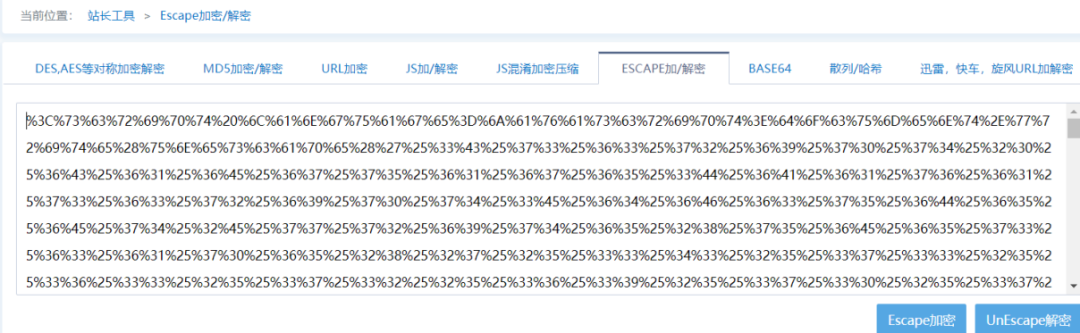 当前位置： 站长工具 > Escape加密/解密
DES,AES等对称加密解密 MD5加密/解密 URL加密 JS加/解密 JS混淆加密压缩 ESCAPE加/解密 BASE64 散列/哈希 迅雷，快车，旋风URL加解密
%3C%73%63%72%69%70%74%20%6C%61%6E%67%75%61%67%65%3D%6A%61%76%61%73%63%72%69%70%74%3E%64%6F%63%75%6D%65%6E%74%2E%77%7
2%69%74%65%28%75%6E%65%73%63%61%70%65%28%27%25%33%43%25%37%33%25%36%33%25%37%32%25%36%39%25%37%30%25%37%34%25%32%30%2
5%36%43%25%36%31%25%36%45%25%36%37%25%37%35%25%36%31%25%36%37%25%36%35%25%33%44%25%36%41%25%36%31%25%37%36%25%36%31%2
5%37%33%25%36%33%25%37%32%25%36%39%25%37%30%25%37%34%25%33%45%25%36%34%25%36%46%25%36%33%25%37%35%25%36%44%25%36%35%2
5%36%45%25%37%34%25%32%45%25%37%37%25%37%32%25%36%39%25%37%34%25%36%35%25%32%38%25%37%35%25%36%45%25%36%35%25%37%33%2
5%36%33%25%36%31%25%37%30%25%36%35%25%32%38%25%32%37%25%32%35%25%33%33%25%34%33%25%32%35%25%33%37%25%33%33%25%32%35%2
5%33%36%25%33%33%25%32%35%25%33%37%25%33%32%25%32%35%25%33%36%25%33%39%25%32%35%25%33%37%25%33%30%25%32%35%25%33%37%2
Escape加密 UnEscape解密